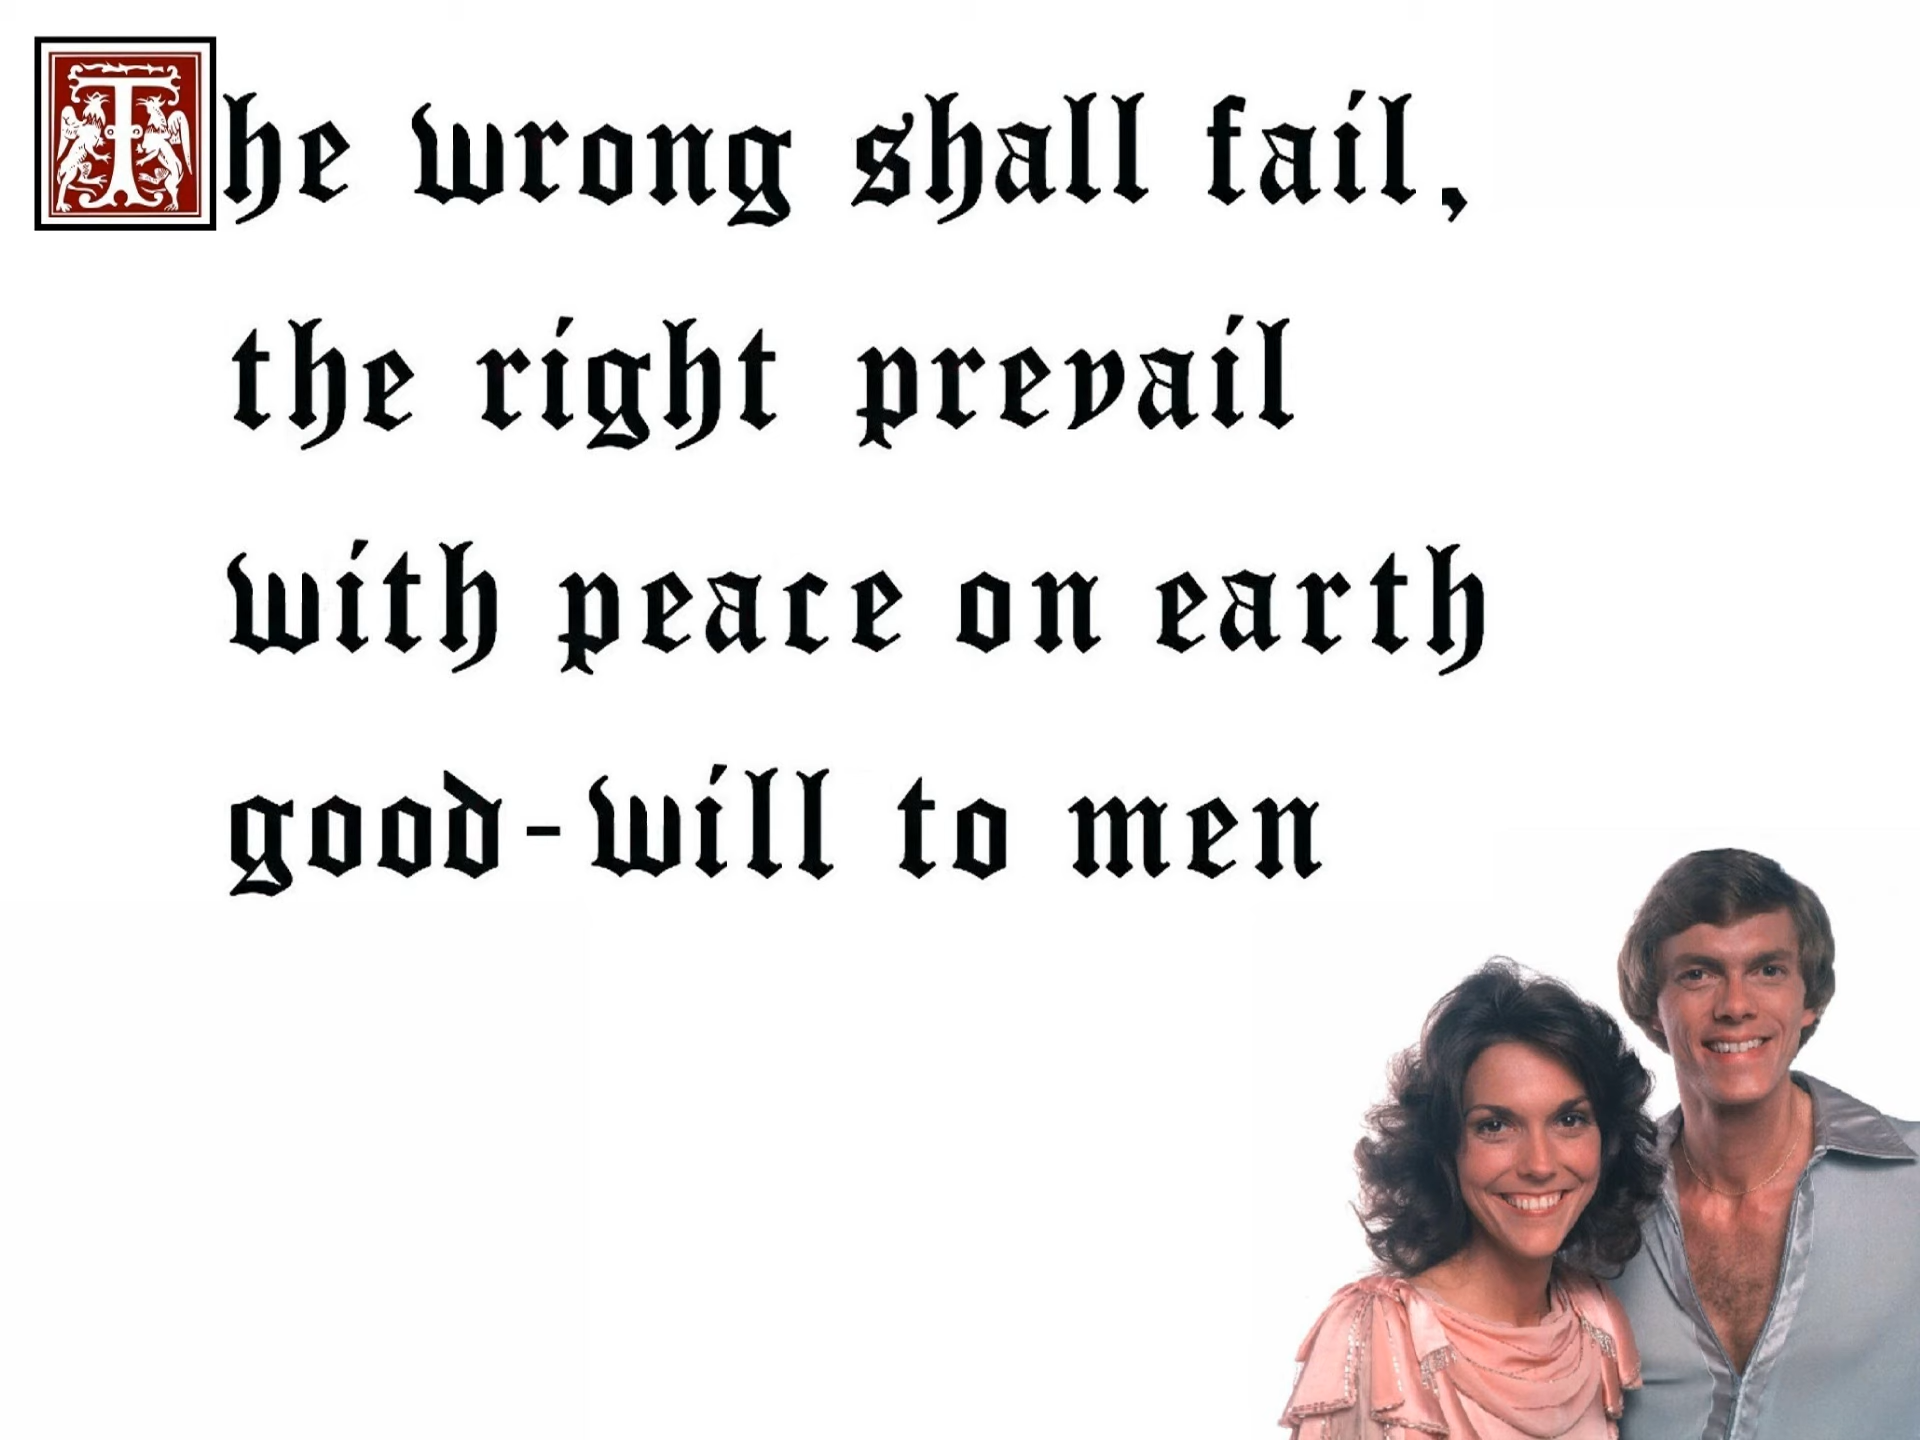 The wrong shall fail,
the right prevail
with peace on earth
good-will to men